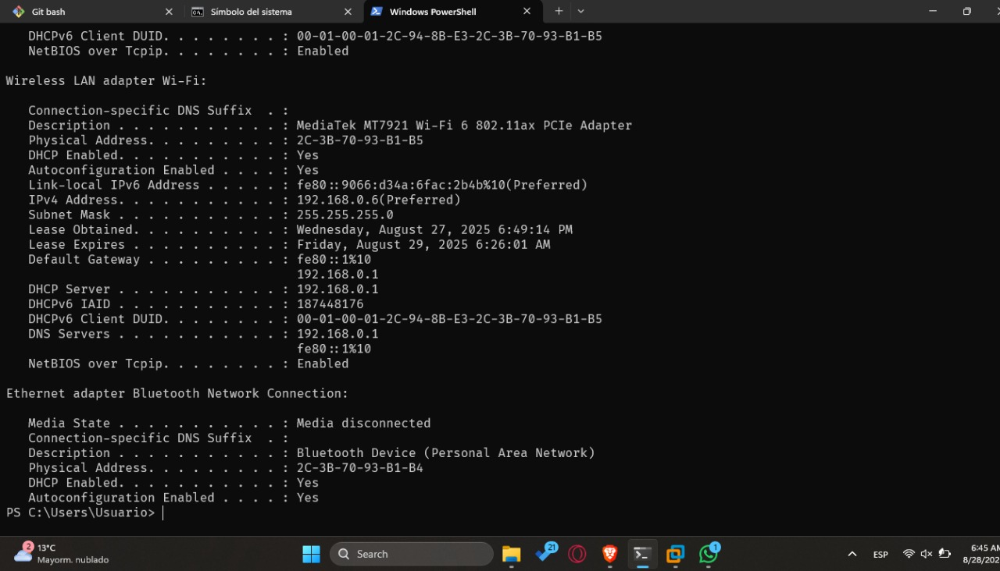 Git bash
Símbolo del sistema
Windows PowerShell
DHCPv6 Client DUID. . . . . . . . : 00-01-00-01-2C-94-8B-E3-2C-3B-70-93-B1-B5
NetBIOS over Tcpip. . . . . . . . : Enabled
Wireless LAN adapter Wi-Fi:
Connection-specific DNS Suffix  . :
Description . . . . . . . . . . . : MediaTek MT7921 Wi-Fi 6 802.11ax PCIe Adapter
Physical Address. . . . . . . . . : 2C-3B-70-93-B1-B5
DHCP Enabled. . . . . . . . . . . : Yes
Autoconfiguration Enabled . . . . : Yes
Link-local IPv6 Address . . . . . : fe80::9066:d34a:6fac:2b4b%10(Preferred)
IPv4 Address. . . . . . . . . . . : 192.168.0.6(Preferred)
Subnet Mask . . . . . . . . . . . : 255.255.255.0
Lease Obtained. . . . . . . . . . : Wednesday, August 27, 2025 6:49:14 PM
Lease Expires . . . . . . . . . . : Friday, August 29, 2025 6:26:01 AM
Default Gateway . . . . . . . . . : fe80::1%10
192.168.0.1
DHCP Server . . . . . . . . . . . : 192.168.0.1
DHCPv6 IAID . . . . . . . . . . . : 187448176
DHCPv6 Client DUID. . . . . . . . : 00-01-00-01-2C-94-8B-E3-2C-3B-70-93-B1-B5
DNS Servers . . . . . . . . . . . : 192.168.0.1
fe80::1%10
NetBIOS over Tcpip. . . . . . . . : Enabled
Ethernet adapter Bluetooth Network Connection:
Media State . . . . . . . . . . . : Media disconnected
Connection-specific DNS Suffix  . :
Description . . . . . . . . . . . : Bluetooth Device (Personal Area Network)
Physical Address. . . . . . . . . : 2C-3B-70-93-B1-B4
DHCP Enabled. . . . . . . . . . . : Yes
Autoconfiguration Enabled . . . . : Yes
PS C:\Users\Usuario>
2
13°C
Mayorm. nublado
Search
21
1
ESP
6:45 AM
8/28/202